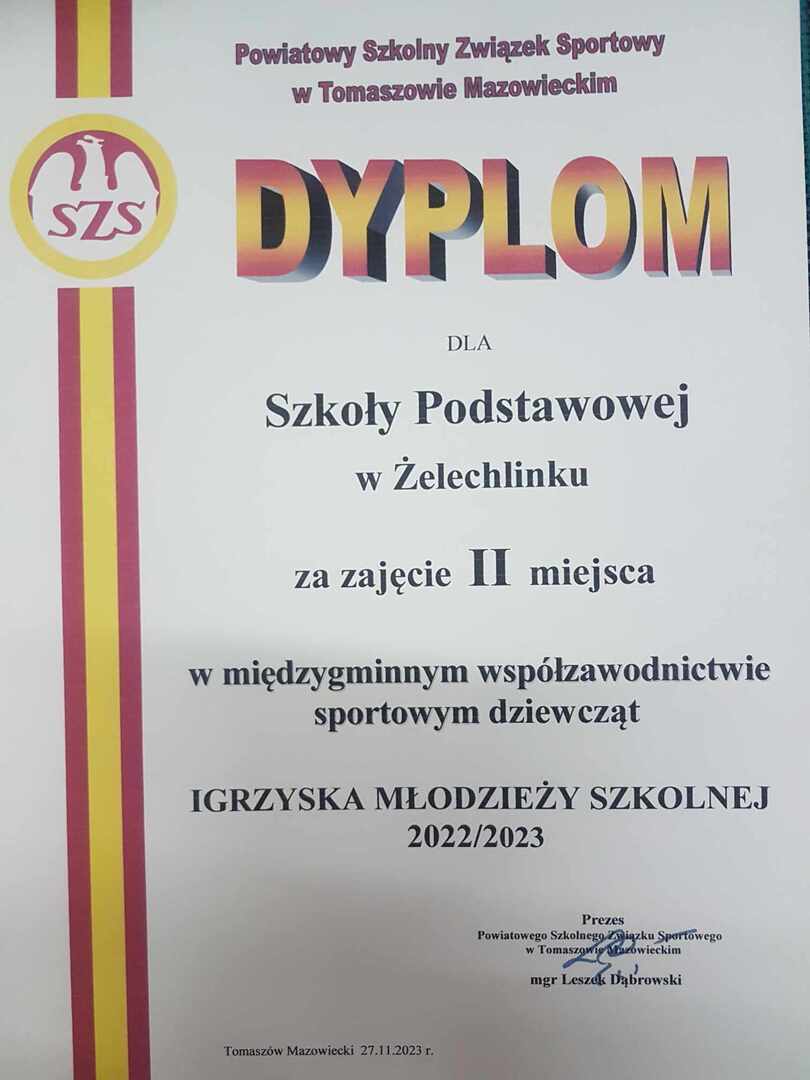 Powiatowy Szkolny Związek Sportowy
w Tomaszowie Mazowieckim
SZS
DYPLOM
DLA
Szkoły Podstawowej
w Żelechlinku
za zajęcie II miejsca
w międzygminnym współzawodnictwie
sportowym dziewcząt
IGRZYSKA MŁODZIEŻY SZKOLNEJ
2022/2023
Prezes
Powiatowego Szkolnego Związku Sportowego
w Tomaszowie Mazowieckim
mgr Leszek Dąbrowski
Tomaszów Mazowiecki 27.11.2023 r.